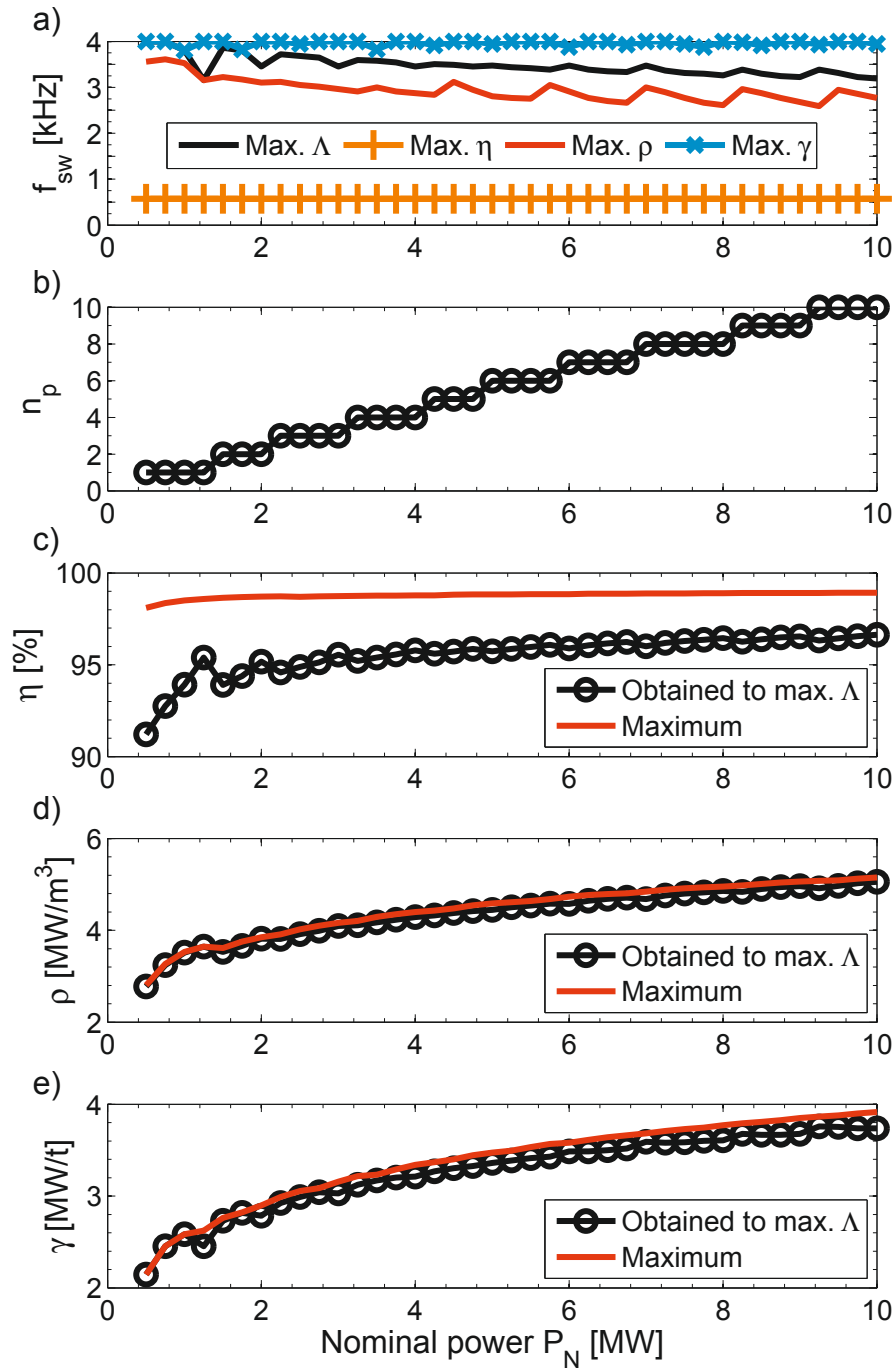 a)
4
3
2
1
0
f_sw [kHz]
Max. Λ Max. η Max. ρ Max. γ
0 2 4 6 8 10
b)
10
8
6
4
2
0
n_p
0 2 4 6 8 10
c)
100
95
90
η [%]
Obtained to max. Λ
Maximum
0 2 4 6 8 10
d)
6
4
2
ρ [MW/m³]
Obtained to max. Λ
Maximum
0 2 4 6 8 10
e)
4
3
2
γ [MW/t]
Obtained to max. Λ
Maximum
0 2 4 6 8 10
Nominal power P_N [MW]